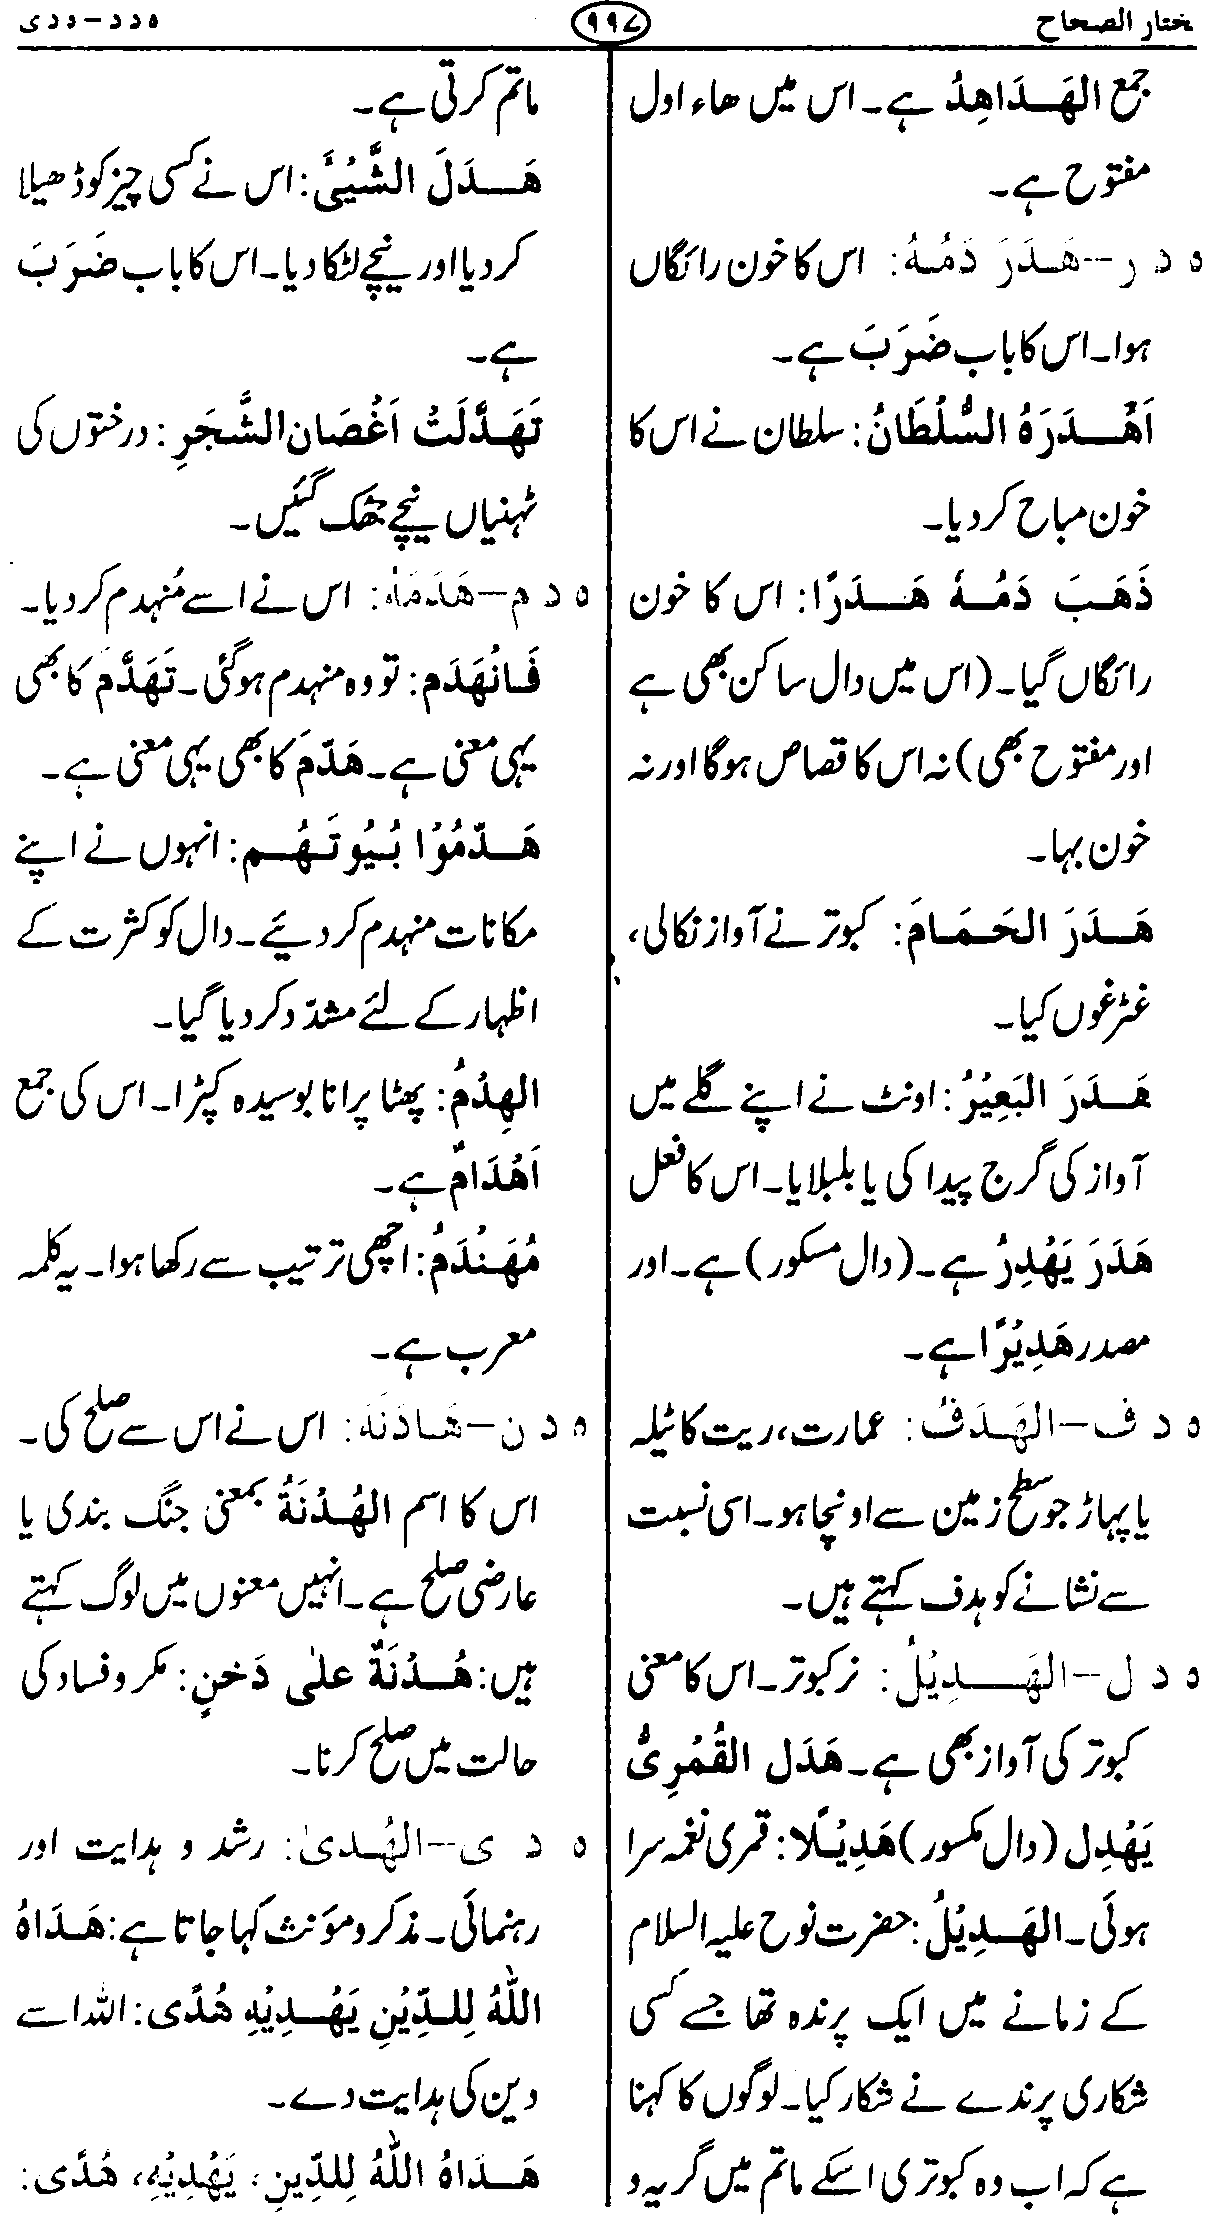 مختار الصحاح
۹۹۷
ہ د د - ہ د ی
جمع الهَدَاهِدُ ہے۔ اس میں ھاء اول
مفتوح ہے۔
ہ د ر - هَدَرَ دَمُهُ: اس کا خون رائگاں
ہوا۔ اس کا باب ضَرَبَ ہے۔
اَهْدَرَهُ السُّلْطَانُ: سلطان نے اس کا
خون مباح کر دیا۔
ذَهَبَ دَمُهٗ هَدَرًا: اس کا خون
رائگاں گیا۔ (اس میں دال ساکن بھی ہے
اور مفتوح بھی) نہ اس کا قصاص ہوگا اور نہ
خون بہا۔
هَدَرَ الحَمَامَ: کبوتر نے آواز نکالی،
غٹرغوں کیا۔
هَدَرَ البَعِيْرُ: اونٹ نے اپنے گلے میں
آواز کی گرج پیدا کی یا بلبلایا۔ اس کا فعل
هَدَرَ يَهْدِرُ ہے۔ (دال مسکور) ہے۔ اور
مصدر هَدِيْرًا ہے۔
ہ د ف - الهَدَفُ: عمارت، ریت کا ٹیلہ
یا پہاڑ جو سطح زمین سے اونچا ہو۔ اسی نسبت
سے نشانے کو ہدف کہتے ہیں۔
ہ د ل - الهَدِيْلُ: نر کبوتر۔ اس کا معنی
کبوتر کی آواز بھی ہے۔ هَدَل القُمْرِیُّ
يَهْدِل (دال مکسور) هَدِيْلًا: قمری نغمہ سرا
ہوئی۔ الهَدِيْلُ: حضرت نوح علیہ السلام
کے زمانے میں ایک پرندہ تھا جسے کسی
شکاری پرندے نے شکار کیا۔ لوگوں کا کہنا
ہے کہ اب وہ کبوتری اسکے ماتم میں گریہ و
ماتم کرتی ہے۔
هَدَلَ الشَّيْئَ: اس نے کسی چیز کو ڈھیلا
کر دیا اور نیچے لٹکا دیا۔ اس کا باب ضَرَبَ
ہے۔
تَهَدَّلَتْ اَغْصَان الشَّجَرِ: درختوں کی
ٹہنیاں نیچے جھک گئیں۔
ہ د م - هَدَمَهٗ: اس نے اسے مُنہدم کر دیا۔
فَانْهَدَم: تو وہ منہدم ہو گئی۔ تَهَدَّمَ کا بھی
یہی معنی ہے۔ هَدّمَ کا بھی یہی معنی ہے۔
هَدّمُوْا بُيُوتَهُم: انہوں نے اپنے
مکانات منہدم کر دیئے۔ دال کو کثرت کے
اظہار کے لئے مشدّد کر دیا گیا۔
الهِدْمُ: پھٹا پرانا بوسیدہ کپڑا۔ اس کی جمع
اَهْدَامٌ ہے۔
مُهَنْدَمٌ: اچھی ترتیب سے رکھا ہوا۔ یہ کلمہ
معرب ہے۔
ہ د ن - هَادَنَهٗ: اس نے اس سے صلح کی۔
اس کا اسم الهُدْنَةُ بمعنی جنگ بندی یا
عارضی صلح ہے۔ انہیں معنوں میں لوگ کہتے
ہیں: هُدْنَةٌ علیٰ دَخنٍ: مکر و فساد کی
حالت میں صلح کرنا۔
ہ د ی - الهُدیٰ: رشد و ہدایت اور
رہنمائی۔ مذکر و مؤنث کہا جاتا ہے: هَدَاهُ
اللهُ لِلدِّيْنِ يَهْدِيْهِ هُدًى: اللہ اسے
دین کی ہدایت دے۔
هَدَاهُ اللهُ لِلدِّينِ، يَهْدِيْهِ، هُدًى: